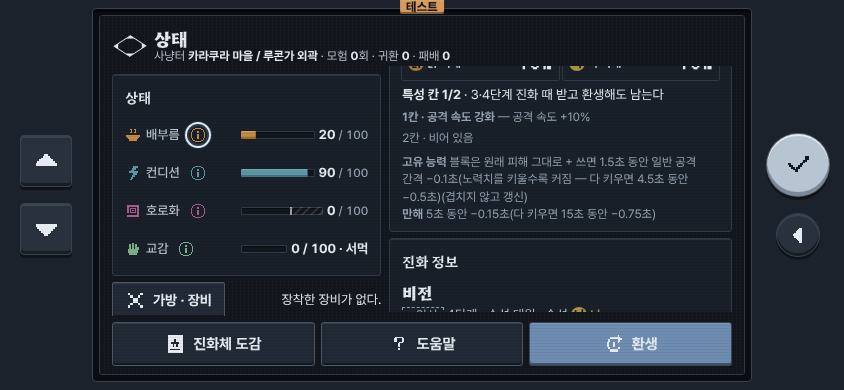 테스트
상태
사냥터 카라쿠라 마을 / 루콘가 외곽 · 모험 0회 · 귀환 0 · 패배 0
상태
배부름 20 / 100
컨디션 90 / 100
호로화 0 / 100
교감 0 / 100 · 서먹
가방 · 장비
장착한 장비가 없다.
특성 칸 1/2 · 3·4단계 진화 때 받고 환생해도 남는다
1칸 · 공격 속도 강화 — 공격 속도 +10%
2칸 · 비어 있음
고유 능력 블록은 원래 피해 그대로 + 쓰면 1.5초 동안 일반 공격
간격 −0.1초(노력치를 키울수록 커짐 — 다 키우면 4.5초 동안
−0.5초)(겹치지 않고 갱신)
만해 5초 동안 −0.15초(다 키우면 15초 동안 −0.75초)
진화 정보
비전
진화체 도감
? 도움말
환생